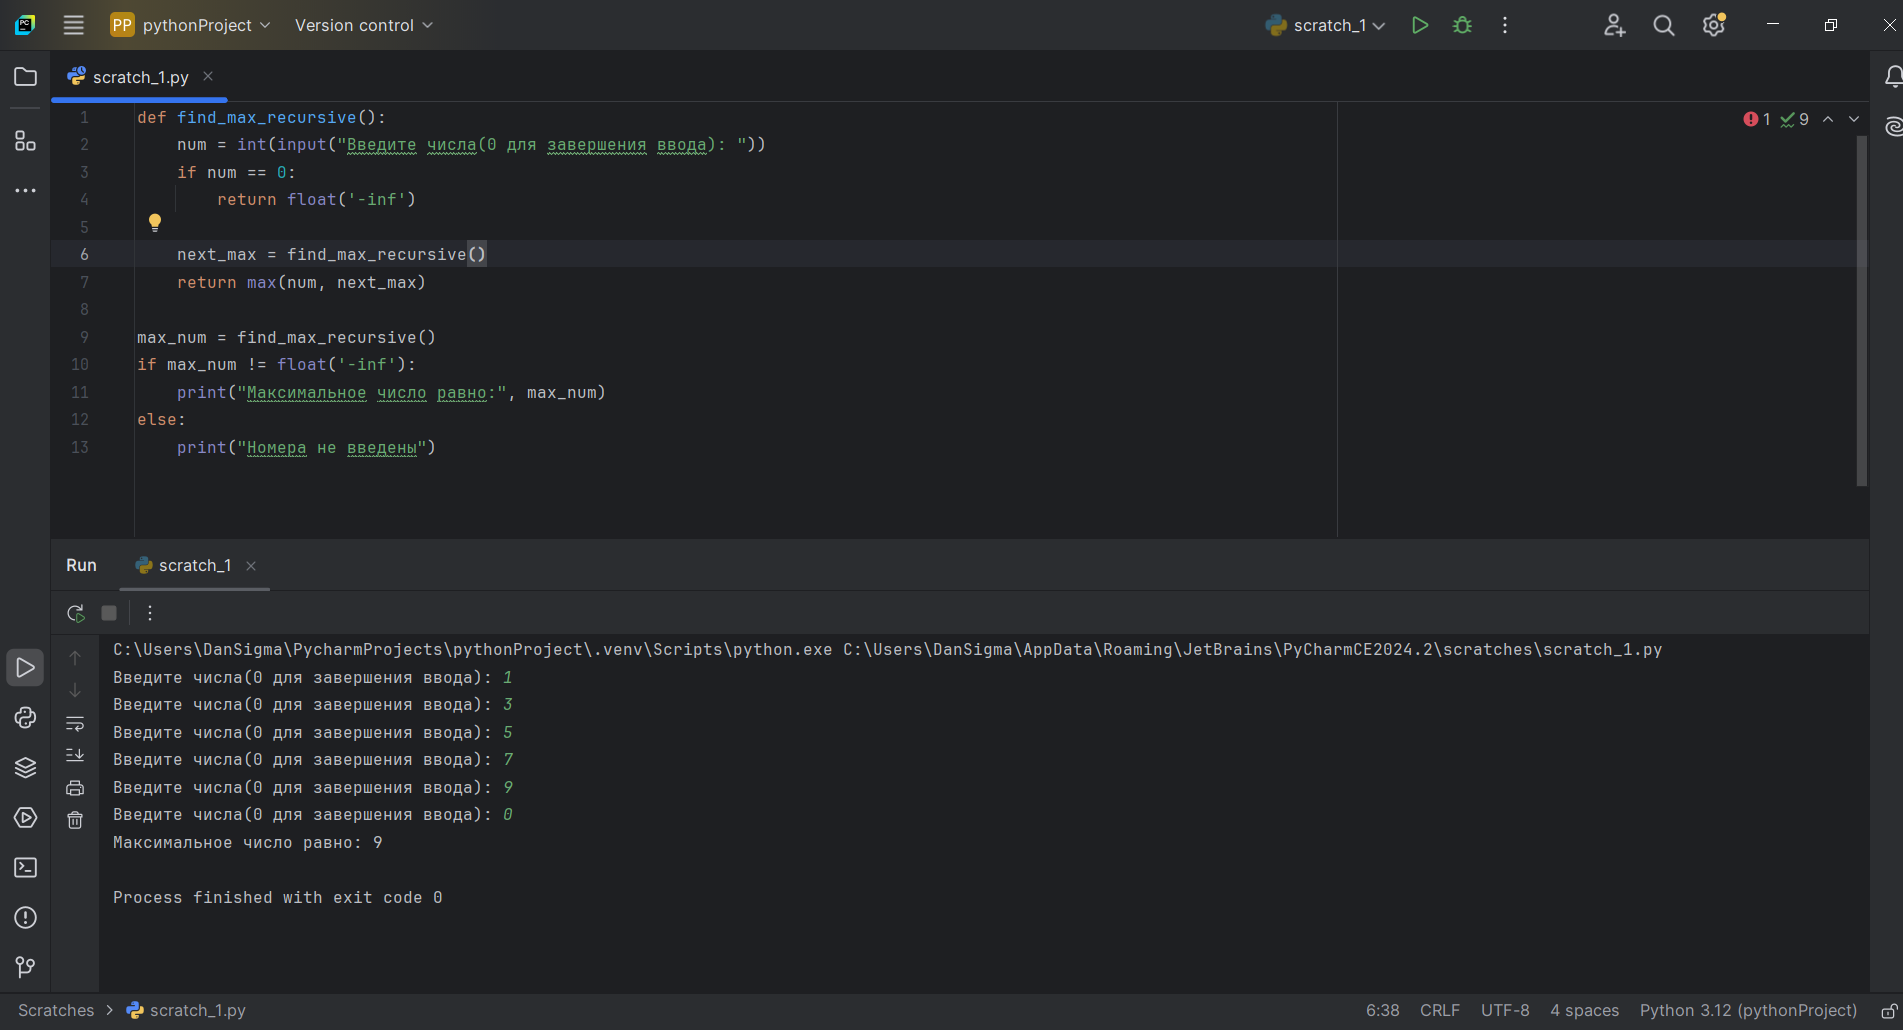 PP pythonProject Version control scratch_1
scratch_1.py
1 def find_max_recursive():
2 num = int(input("Введите числа(0 для завершения ввода): "))
3 if num == 0:
4 return float('-inf')
5
6 next_max = find_max_recursive()
7 return max(num, next_max)
8
9 max_num = find_max_recursive()
10 if max_num != float('-inf'):
11 print("Максимальное число равно:", max_num)
12 else:
13 print("Номера не введены")
1 9
Run scratch_1
C:\Users\DanSigma\PycharmProjects\pythonProject\.venv\Scripts\python.exe C:\Users\DanSigma\AppData\Roaming\JetBrains\PyCharmCE2024.2\scratches\scratch_1.py
Введите числа(0 для завершения ввода): 1
Введите числа(0 для завершения ввода): 3
Введите числа(0 для завершения ввода): 5
Введите числа(0 для завершения ввода): 7
Введите числа(0 для завершения ввода): 9
Введите числа(0 для завершения ввода): 0
Максимальное число равно: 9
Process finished with exit code 0
Scratches scratch_1.py 6:38 CRLF UTF-8 4 spaces Python 3.12 (pythonProject)